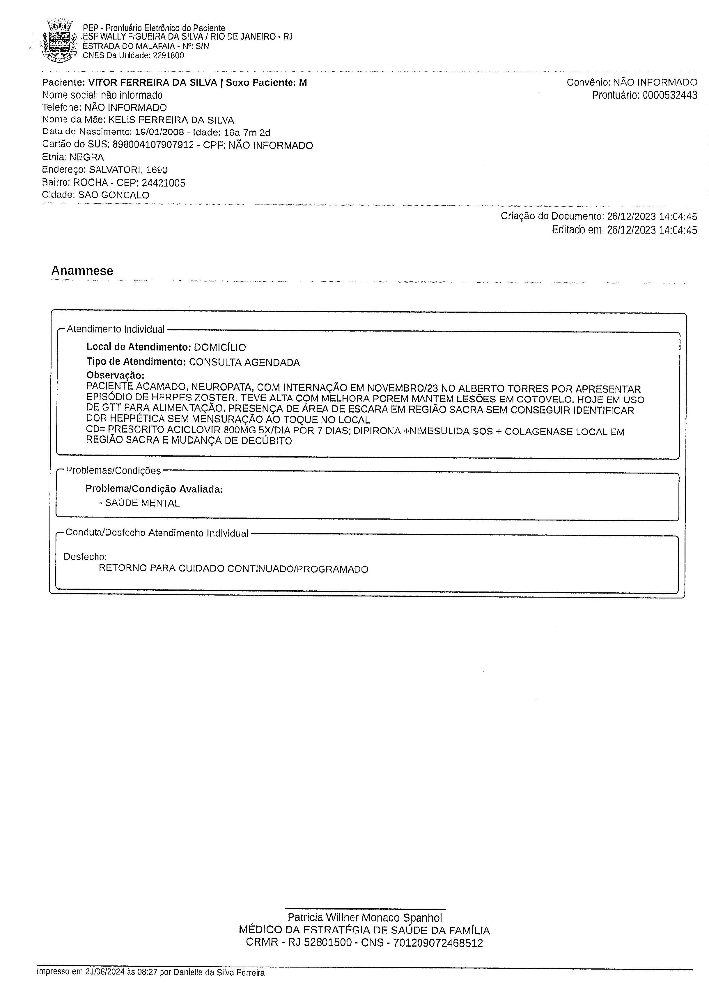 PEP - Prontuário Eletrônico do Paciente
ESF WALLY FIGUEIRA DA SILVA / RIO DE JANEIRO - RJ
ESTRADA DO MALAFAIA - Nº: S/N
CNES Da Unidade: 2291800
Paciente: VITOR FERREIRA DA SILVA | Sexo Paciente: M
Convênio: NÃO INFORMADO
Nome social: não informado
Prontuário: 0000532443
Telefone: NÃO INFORMADO
Nome da Mãe: KELIS FERREIRA DA SILVA
Data de Nascimento: 19/01/2008 - Idade: 16a 7m 2d
Cartão do SUS: 898004107907912 - CPF: NÃO INFORMADO
Etnia: NEGRA
Endereço: SALVATORI, 1690
Bairro: ROCHA - CEP: 24421005
Cidade: SAO GONCALO
Criação do Documento: 26/12/2023 14:04:45
Editado em: 26/12/2023 14:04:45
Anamnese
Atendimento Individual
Local de Atendimento: DOMICÍLIO
Tipo de Atendimento: CONSULTA AGENDADA
Observação:
PACIENTE ACAMADO, NEUROPATA, COM INTERNAÇÃO EM NOVEMBRO/23 NO ALBERTO TORRES POR APRESENTAR
EPISÓDIO DE HERPES ZOSTER. TEVE ALTA COM MELHORA POREM MANTEM LESÕES EM COTOVELO. HOJE EM USO
DE GTT PARA ALIMENTAÇÃO. PRESENÇA DE ÁREA DE ESCARA EM REGIÃO SACRA SEM CONSEGUIR IDENTIFICAR
DOR HEPPÉTICA SEM MENSURAÇÃO AO TOQUE NO LOCAL
CD= PRESCRITO ACICLOVIR 800MG 5X/DIA POR 7 DIAS; DIPIRONA +NIMESULIDA SOS + COLAGENASE LOCAL EM
REGIÃO SACRA E MUDANÇA DE DECÚBITO
Problemas/Condições
Problema/Condição Avaliada:
- SAÚDE MENTAL
Conduta/Desfecho Atendimento Individual
Desfecho:
RETORNO PARA CUIDADO CONTINUADO/PROGRAMADO
Patricia Willner Monaco Spanhol
MÉDICO DA ESTRATÉGIA DE SAÚDE DA FAMÍLIA
CRMR - RJ 52801500 - CNS - 701209072468512
Impresso em 21/08/2024 às 08:27 por Danielle da Silva Ferreira